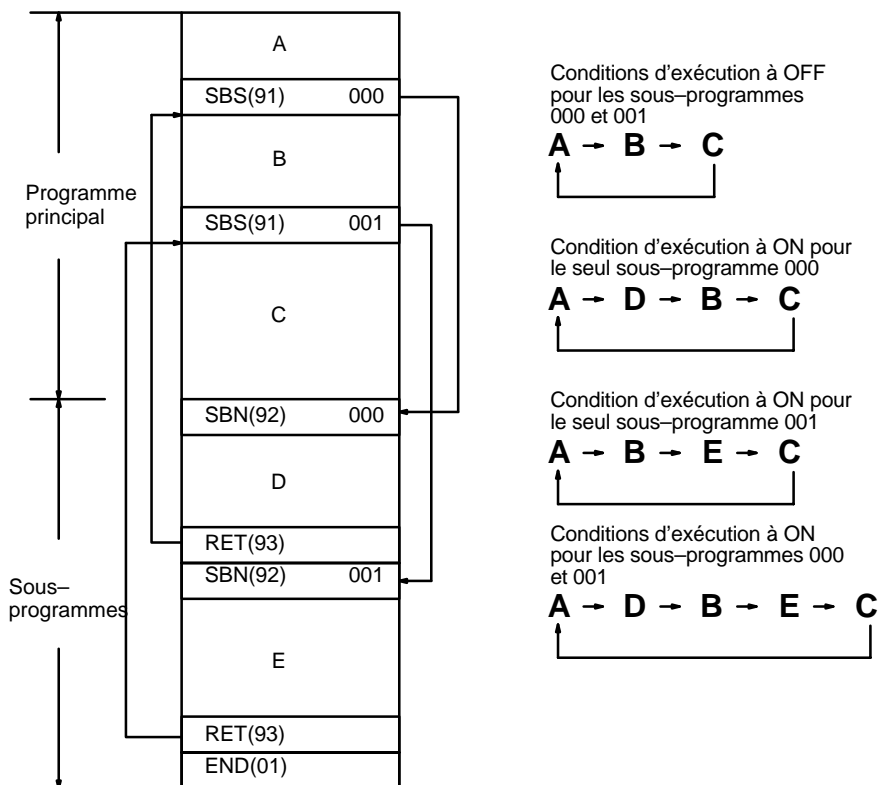 A
SBS(91) 000
B
Programme
principal
SBS(91) 001
C
SBN(92) 000
D
RET(93)
SBN(92) 001
Sous–
programmes
E
RET(93)
END(01)
Conditions d'exécution à OFF
pour les sous–programmes
000 et 001
A → B → C
Condition d'exécution à ON pour
le seul sous–programme 000
A → D → B → C
Condition d'exécution à ON pour
le seul sous–programme 001
A → B → E → C
Conditions d'exécution à ON
pour les sous–programmes 000
et 001
A → D → B → E → C